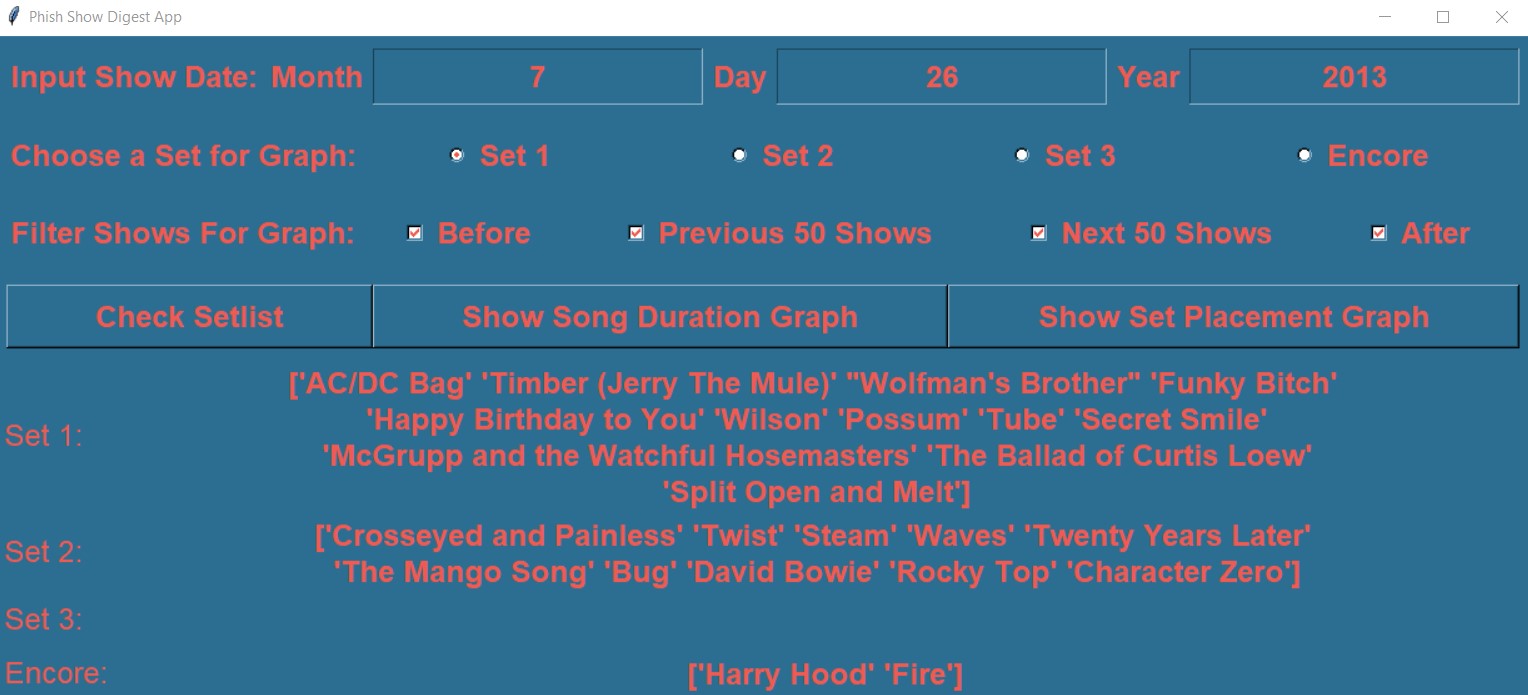 Phish Show Digest App
Input Show Date: Month 7 Day 26 Year 2013
Choose a Set for Graph: Set 1 Set 2 Set 3 Encore
Filter Shows For Graph: Before Previous 50 Shows Next 50 Shows After
Check Setlist Show Song Duration Graph Show Set Placement Graph
['AC/DC Bag' 'Timber (Jerry The Mule)' "Wolfman's Brother" 'Funky Bitch'
'Happy Birthday to You' 'Wilson' 'Possum' 'Tube' 'Secret Smile'
Set 1:
'McGrupp and the Watchful Hosemasters' 'The Ballad of Curtis Loew'
'Split Open and Melt']
['Crosseyed and Painless' 'Twist' 'Steam' 'Waves' 'Twenty Years Later'
Set 2:
'The Mango Song' 'Bug' 'David Bowie' 'Rocky Top' 'Character Zero']
Set 3:
Encore: ['Harry Hood' 'Fire']